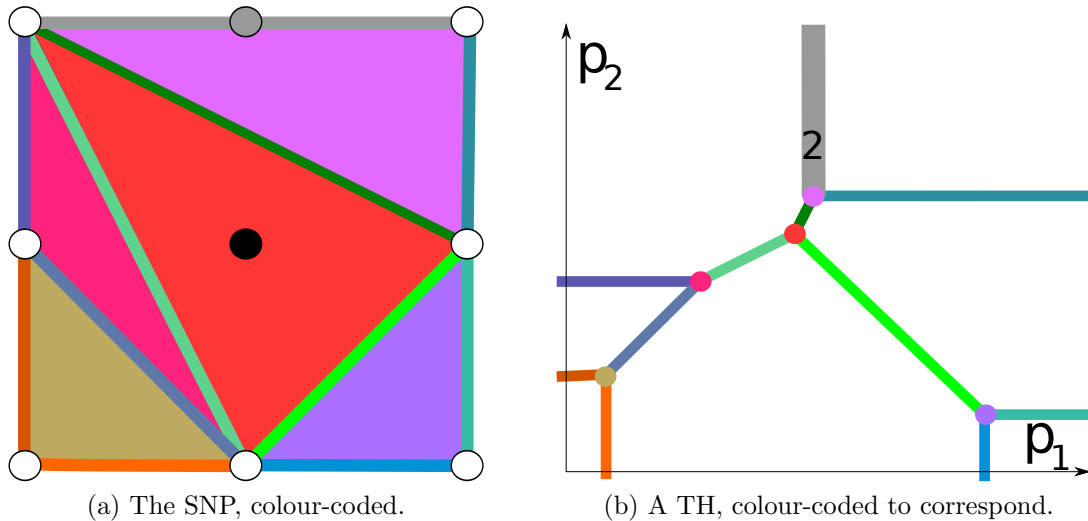 p2
2
p1
(a) The SNP, colour-coded.
(b) A TH, colour-coded to correspond.